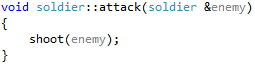 void soldier::attack(soldier &enemy)
{
    shoot(enemy);
}